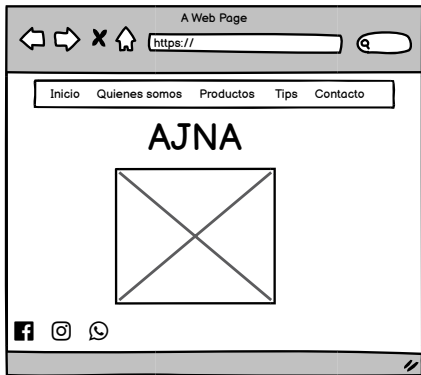 A Web Page
https://
Inicio Quienes somos Productos Tips Contacto
AJNA